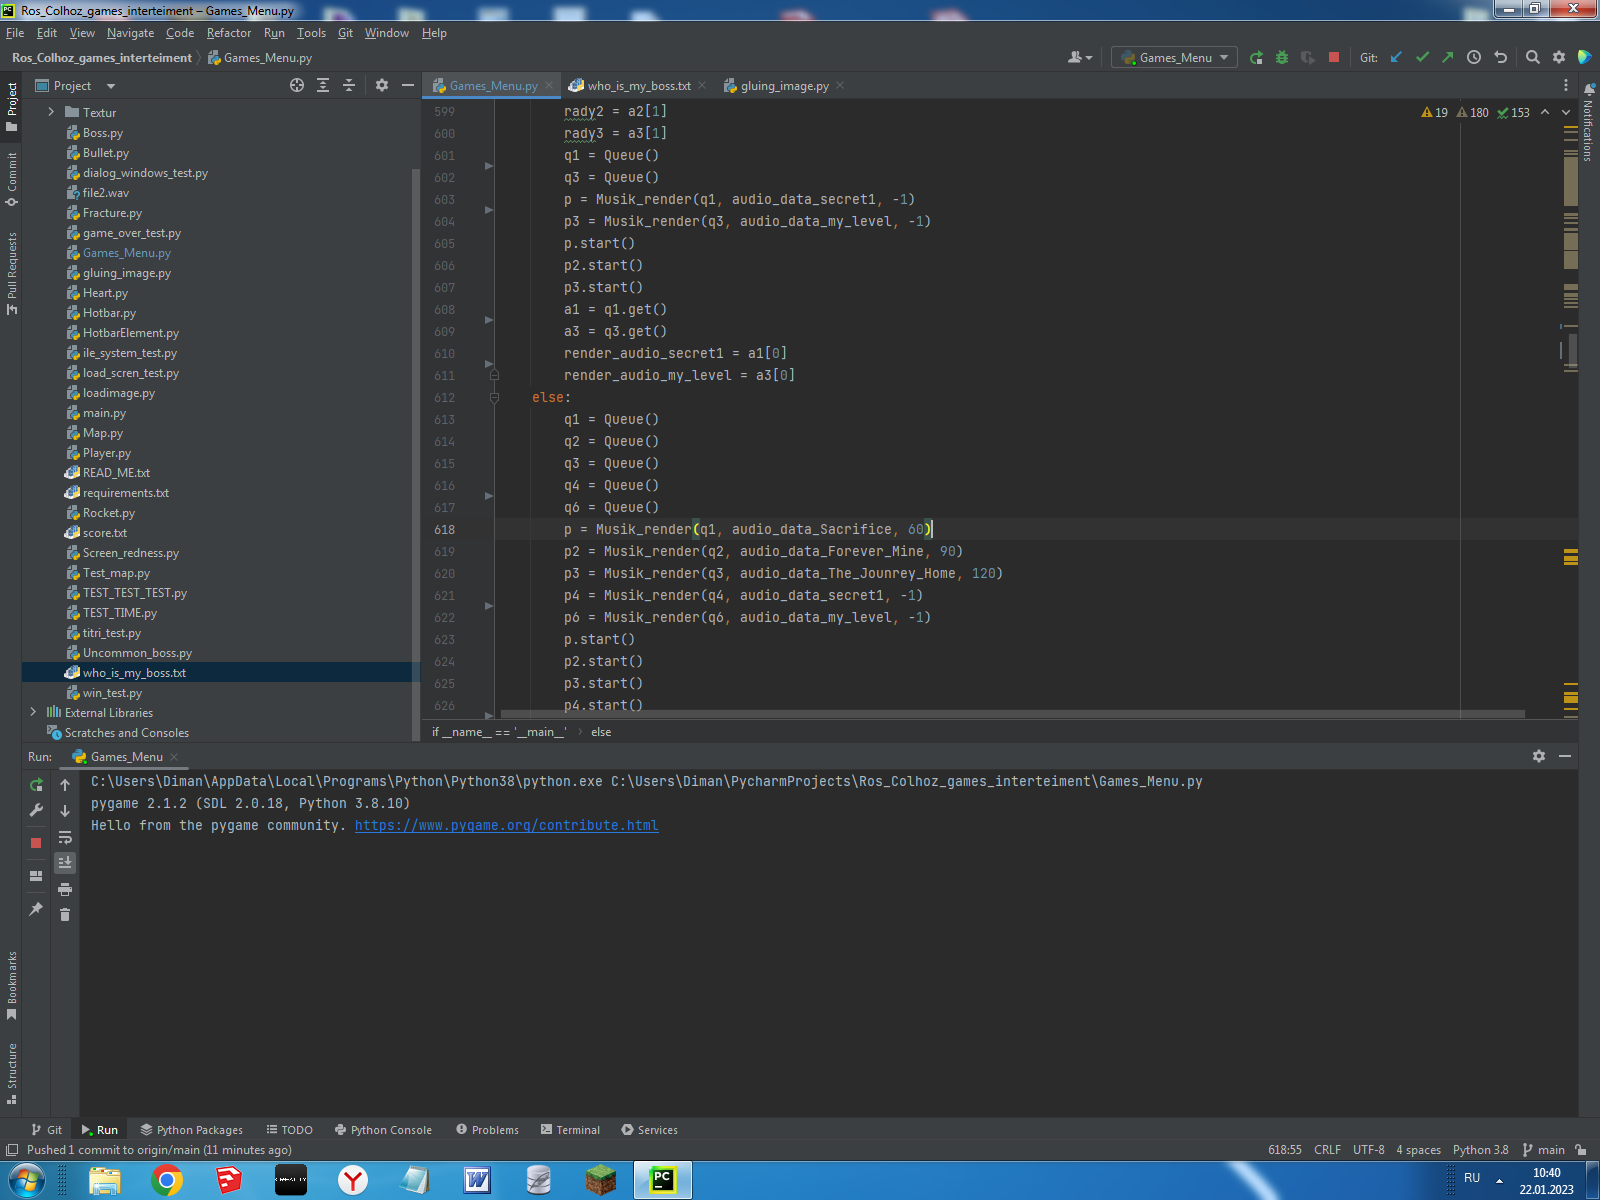 Ros_Colhoz_games_interteiment – Games_Menu.py
File Edit View Navigate Code Refactor Run Tools Git Window Help
Ros_Colhoz_games_interteiment Games_Menu.py
Games_Menu
Git:
Project
Games_Menu.py
who_is_my_boss.txt
gluing_image.py
Project
Commit
Pull Requests
Bookmarks
Structure
Notifications
Textur
Boss.py
Bullet.py
dialog_windows_test.py
file2.wav
Fracture.py
game_over_test.py
Games_Menu.py
gluing_image.py
Heart.py
Hotbar.py
HotbarElement.py
ile_system_test.py
load_scren_test.py
loadimage.py
main.py
Map.py
Player.py
READ_ME.txt
requirements.txt
Rocket.py
score.txt
Screen_redness.py
Test_map.py
TEST_TEST_TEST.py
TEST_TIME.py
titri_test.py
Uncommon_boss.py
who_is_my_boss.txt
win_test.py
External Libraries
Scratches and Consoles
19 180 153
599 rady2 = a2[1]
600 rady3 = a3[1]
601 q1 = Queue()
602 q3 = Queue()
603 p = Musik_render(q1, audio_data_secret1, -1)
604 p3 = Musik_render(q3, audio_data_my_level, -1)
605 p.start()
606 p2.start()
607 p3.start()
608 a1 = q1.get()
609 a3 = q3.get()
610 render_audio_secret1 = a1[0]
611 render_audio_my_level = a3[0]
612 else:
613 q1 = Queue()
614 q2 = Queue()
615 q3 = Queue()
616 q4 = Queue()
617 q6 = Queue()
618 p = Musik_render(q1, audio_data_Sacrifice, 60)
619 p2 = Musik_render(q2, audio_data_Forever_Mine, 90)
620 p3 = Musik_render(q3, audio_data_The_Jounrey_Home, 120)
621 p4 = Musik_render(q4, audio_data_secret1, -1)
622 p6 = Musik_render(q6, audio_data_my_level, -1)
623 p.start()
624 p2.start()
625 p3.start()
626 p4.start()
if __name__ == '__main__' › else
Run: Games_Menu
C:\Users\Diman\AppData\Local\Programs\Python\Python38\python.exe C:\Users\Diman\PycharmProjects\Ros_Colhoz_games_interteiment\Games_Menu.py
pygame 2.1.2 (SDL 2.0.18, Python 3.8.10)
Hello from the pygame community. https://www.pygame.org/contribute.html
Git Run Python Packages TODO Python Console Problems Terminal Services
Pushed 1 commit to origin/main (11 minutes ago)
618:55 CRLF UTF-8 4 spaces Python 3.8 main
RU
10:40
22.01.2023